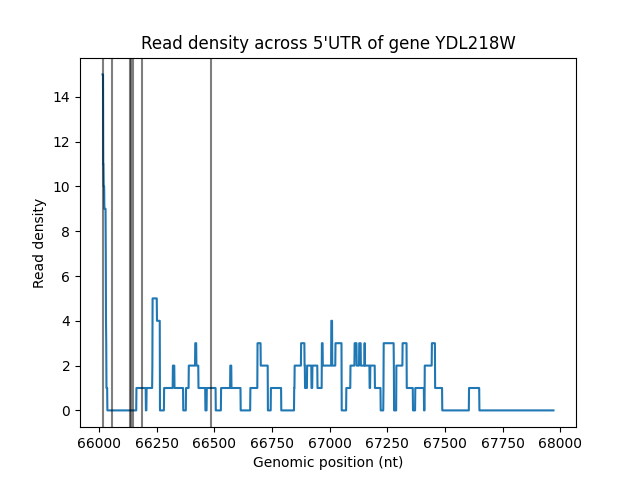 Read density across 5'UTR of gene YDL218W
14
12
10
8
6
4
2
0
Read density
66000 66250 66500 66750 67000 67250 67500 67750 68000
Genomic position (nt)